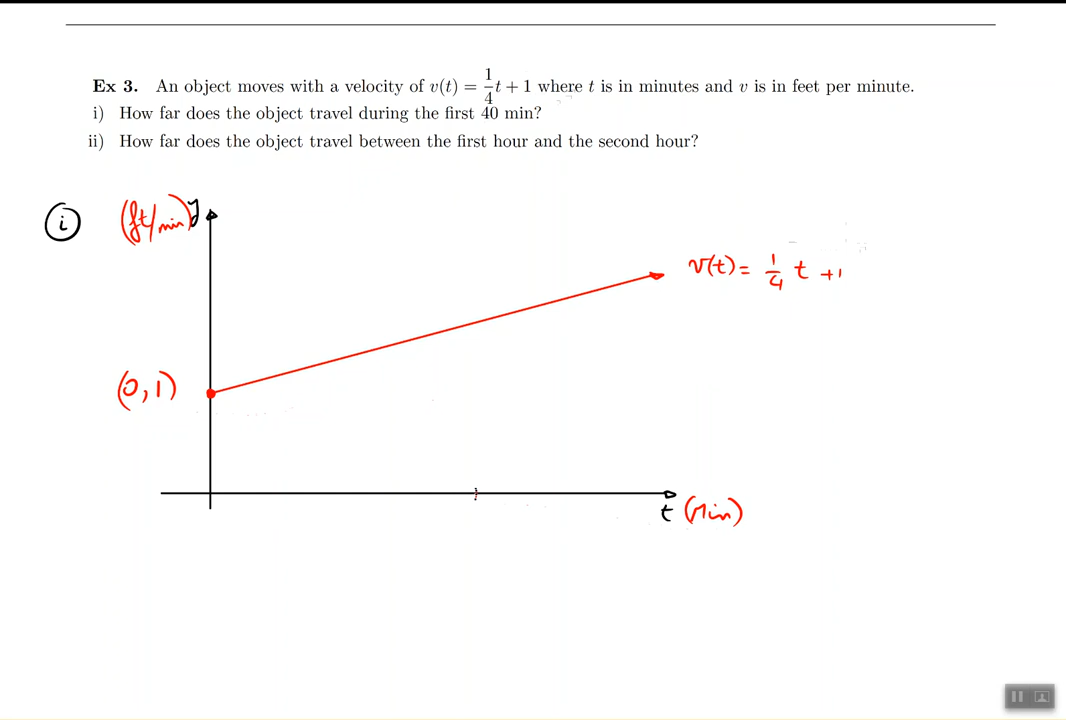 Ex 3. An object moves with a velocity of v(t) = 1/4 t + 1 where t is in minutes and v is in feet per minute.
i) How far does the object travel during the first 40 min?
ii) How far does the object travel between the first hour and the second hour?
i (ft/min) y
v(t) = 1/4 t + 1
(0,1)
t (Min)